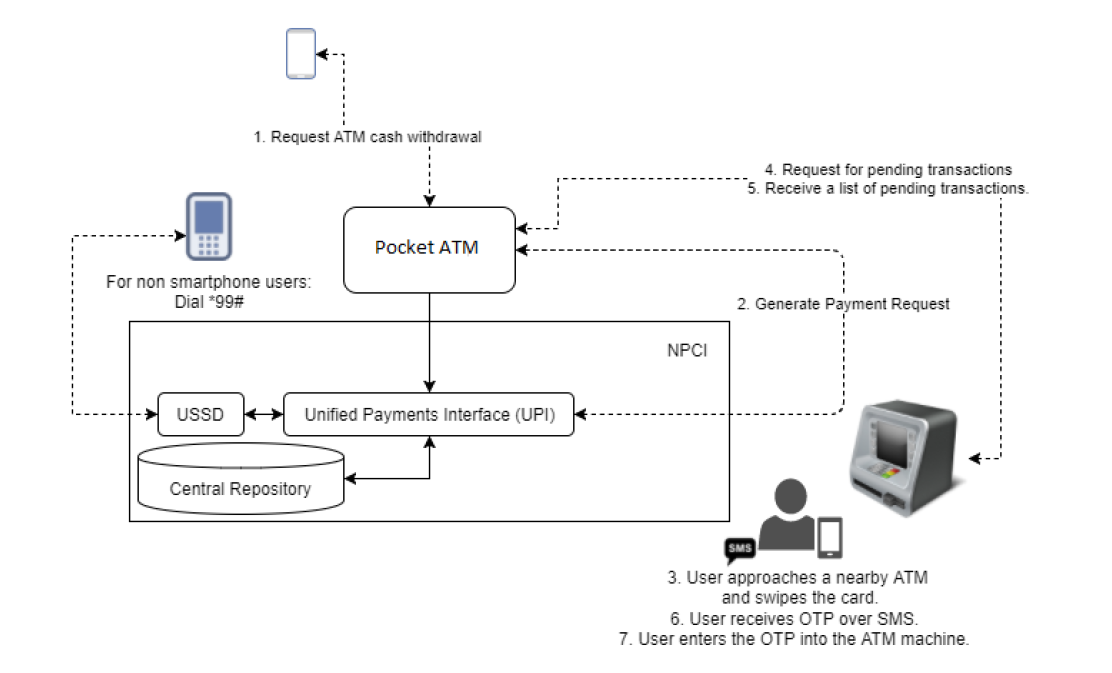 1. Request ATM cash withdrawal
4. Request for pending transactions
5. Receive a list of pending transactions.
Pocket ATM
For non smartphone users:
Dial *99#
2. Generate Payment Request
NPCI
USSD
Unified Payments Interface (UPI)
Central Repository
SMS
3. User approaches a nearby ATM
and swipes the card.
6. User receives OTP over SMS.
7. User enters the OTP into the ATM machine.